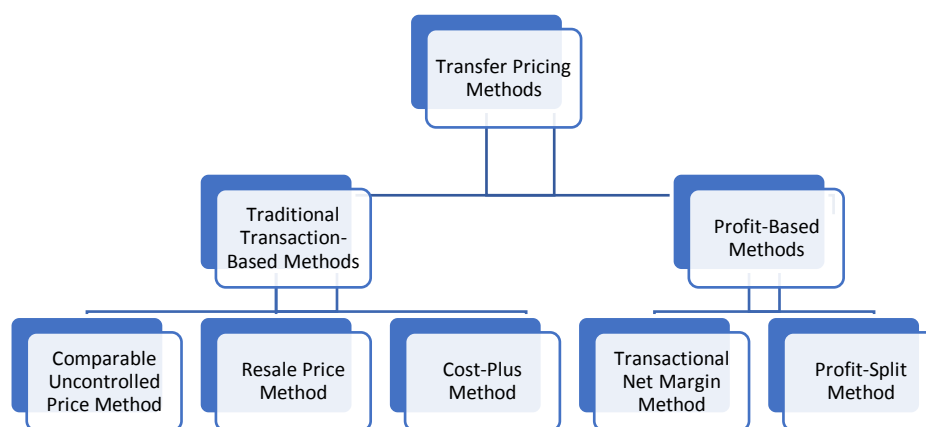 Transfer Pricing
Methods
Traditional
Transaction-
Based Methods
Profit-Based
Methods
Comparable
Uncontrolled
Price Method
Resale Price
Method
Cost-Plus
Method
Transactional
Net Margin
Method
Profit-Split
Method